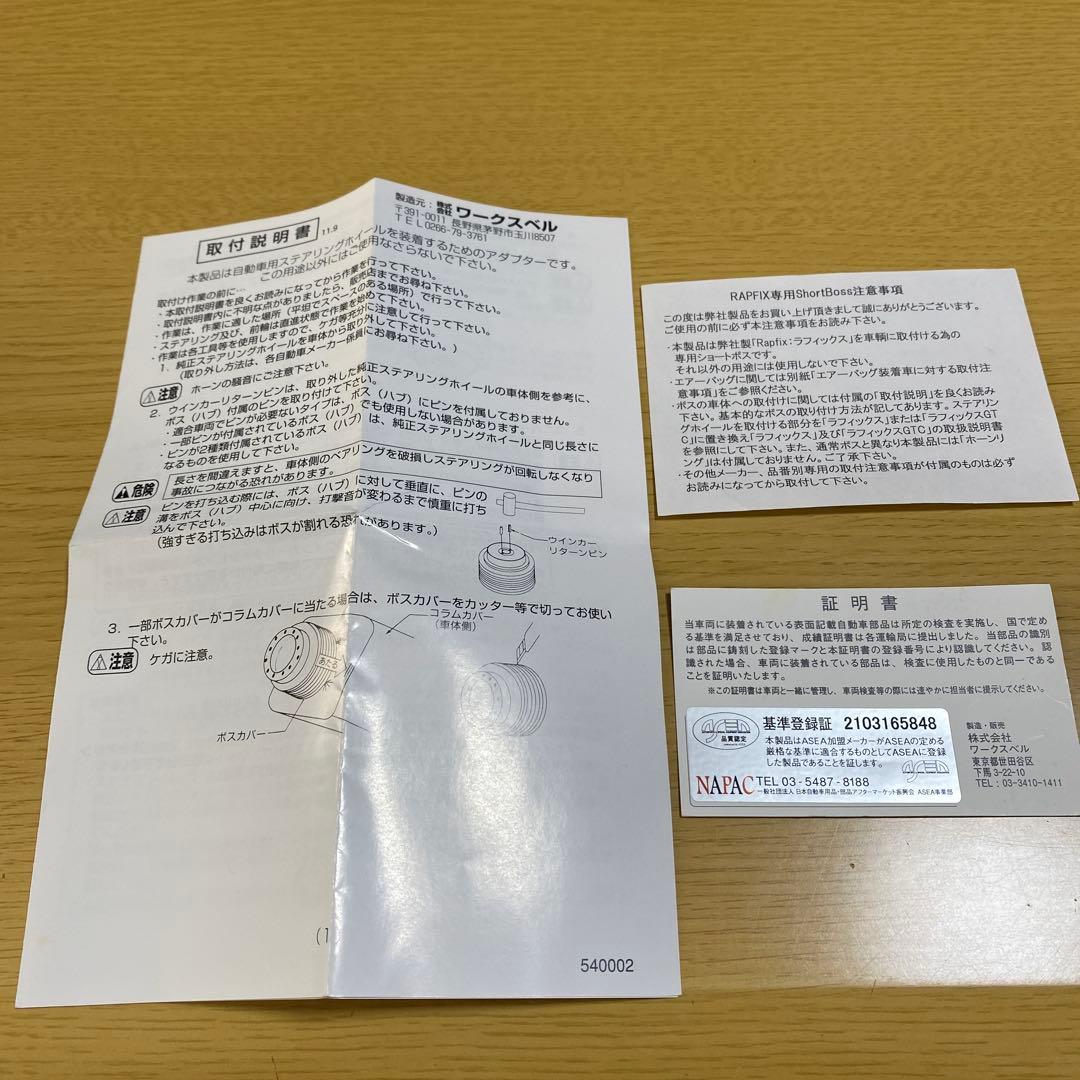 取付説明書 11.9
製造元：株式会社 ワークスベル
〒391-0011 長野県茅野市玉川8507
TEL0266-79-3761
本製品は自動車用ステアリングホイールを装着するためのアダプターです。
この用途以外にはご使用なさらないで下さい。
取付け作業の前に…
・本取付説明書を良くお読みになってから作業を行って下さい。
・取付説明書内に不明な点がありましたら、販売店までお尋ね下さい。
・作業は、作業に適した場所（平坦でスペースのある場所）で行って下さい。
・ステアリング及び、前輪は直進状態で作業を始めて下さい。
・作業は各工具等を使用しますので、ケガ等充分に注意して行って下さい。
1．純正ステアリングホイールを車体から取り外して下さい。
（取り外し方法は、各自動車メーカー係員にお尋ね下さい。）
注意 ホーンの騒音にご注意下さい。
2．ウインカーリターンピンは、取り外した純正ステアリングホイールの車体側を参考に、
ボス（ハブ）付属のピンを取り付けて下さい。
・適合車両でピンが必要ないタイプは、ボス（ハブ）にピンを付属しておりません。
・一部ピンが付属されているボス（ハブ）でも使用しない場合があります。
・ピンが2種類付属されているボス（ハブ）は、純正ステアリングホイールと同じ長さに
なるものを使用して下さい。
危険 長さを間違えますと、車体側のベアリングを破損しステアリングが回転しなくなり
事故につながる恐れがあります。
注意 ピンを打ち込む際には、ボス（ハブ）に対して垂直に、ピンの
溝をボス（ハブ）中心に向け、打撃音が変わるまで慎重に打ち
込んで下さい。
（強すぎる打ち込みはボスが割れる恐れがあります。）
ウインカー
リターンピン
3．一部ボスカバーがコラムカバーに当たる場合は、ボスカバーをカッター等で切ってお使い
下さい。
注意 ケガに注意。
コラムカバー
（車体側）
あたる
ボスカバー
(1
540002
RAPFIX専用ShortBoss注意事項
この度は弊社製品をお買い上げ頂きまして誠にありがとうございます。
ご使用の前に必ず本注意事項をお読み下さい。
・本製品は弊社製「Rapfix：ラフィックス」を車輌に取付ける為の
専用ショートボスです。
それ以外の用途には使用しないで下さい。
・エアーバッグに関しては別紙「エアーバッグ装着車に対する取付注
意事項」をご参照ください。
・ボスの車体への取付けに関しては付属の「取付説明」を良くお読み
下さい。基本的なボスの取付け方法が記してあります。ステアリン
グホイールを取付ける部分を「ラフィックス」または「ラフィックスGT
C」に置き換え「ラフィックス」及び「ラフィックスGTC」の取扱説明書
を参照にして下さい。また、通常ボスと異なり本製品には「ホーンリ
ング」は付属しておりません。ご了承下さい。
・その他メーカー、品番別専用の取付注意事項が付属のものは必ず
お読みになってから取付して下さい。
証明書
当車両に装着されている表面記載自動車部品は所定の検査を実施し、国で定め
る基準を満足させており、成績証明書は各運輸局に提出しました。当部品の識別
は部品に鋳刻した登録マークと本証明書の登録番号により認識してください。認
識された場合、車両に装着されている部品は、検査に使用したものと同一であるこ
とを証明いたします。
※この証明書は車両と一緒に管理し、車両検査等の際には速やかに担当者に提示してください。
ASEA
品質認定
基準登録証 2103165848
本製品はASEA加盟メーカーがASEAの定める
厳格な基準に適合するものとしてASEAに登録
した製品であることを証します。
ASEA
NAPAC TEL 03-5487-8188
一般社団法人 日本自動車用品・部品アフターマーケット振興会 ASEA事業部
製造・販売
株式会社
ワークスベル
東京都世田谷区
下馬3-22-10
TEL：03-3410-1411